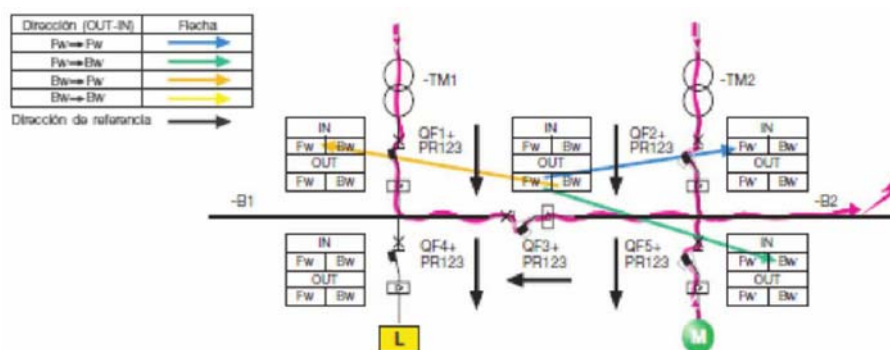 Dirección (OUT-IN) Flecha
Fw→Fw
Fw→Bw
Bw→Fw
Bw→Bw
Dirección de referencia
-TM1
-TM2
IN
Fw Bw
OUT
Fw Bw
QF1+
PR123
IN
Fw Bw
OUT
Fw Bw
QF2+
PR123
IN
Fw Bw
OUT
Fw Bw
-B1
-B2
IN
Fw Bw
OUT
Fw Bw
QF4+
PR123
QF3+
PR123
QF5+
PR123
IN
Fw Bw
OUT
Fw Bw
L
M